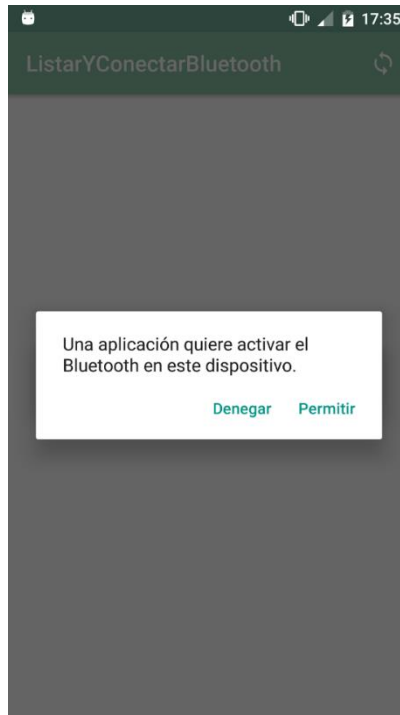 17:35
ListarYConectarBluetooth
Una aplicación quiere activar el
Bluetooth en este dispositivo.
Denegar Permitir